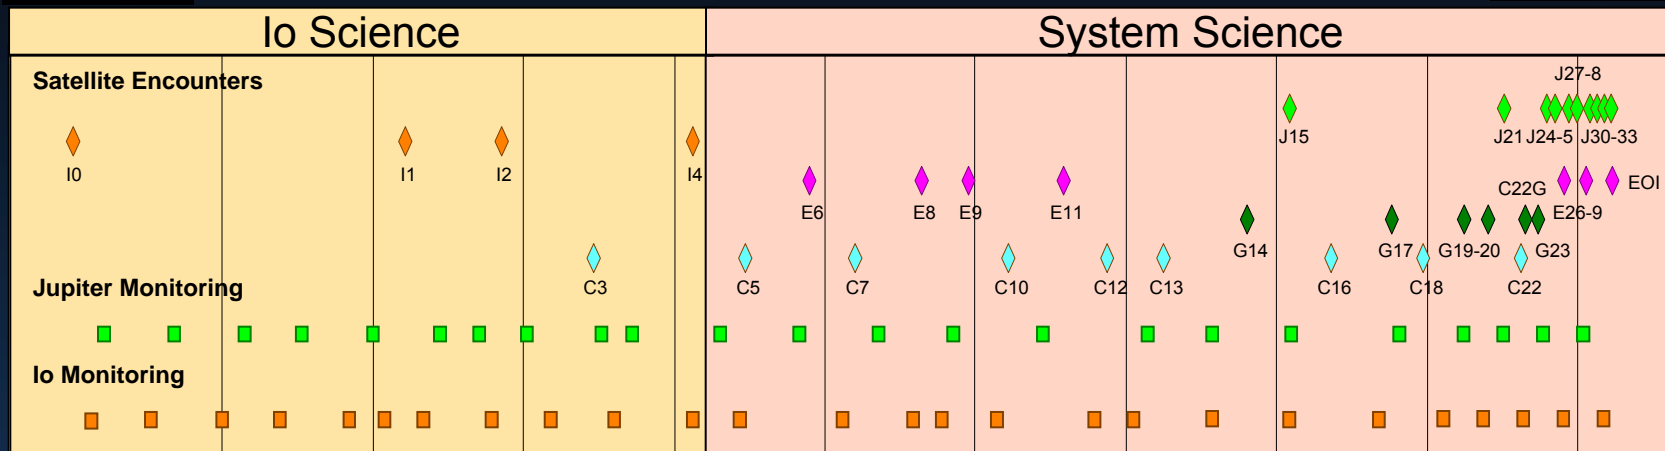 Io Science
System Science
Satellite Encounters
J27-8
J15
J21 J24-5 J30-33
I0
I1
I2
I4
C22G
EOI
E6
E8
E9
E11
E26-9
G14
G17
G19-20
G23
Jupiter Monitoring
C3
C5
C7
C10
C12
C13
C16
C18
C22
Io Monitoring